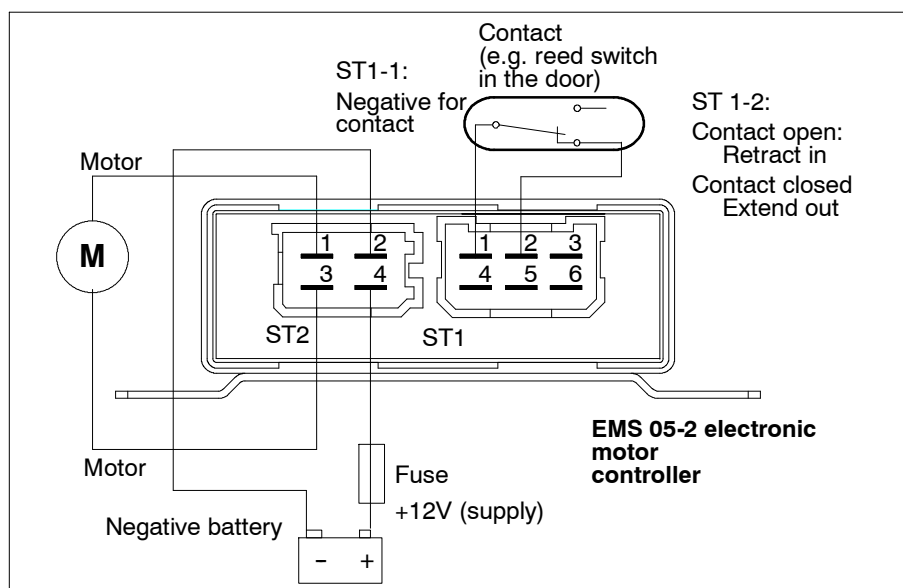 Contact
(e.g. reed switch
in the door)
ST1-1:
Negative for
contact
ST 1-2:
Contact open:
Retract in
Contact closed
Extend out
Motor
M
1 2
3 4
ST2
1 2 3
4 5 6
ST1
EMS 05-2 electronic
motor
controller
Motor
Fuse
+12V (supply)
Negative battery
- +